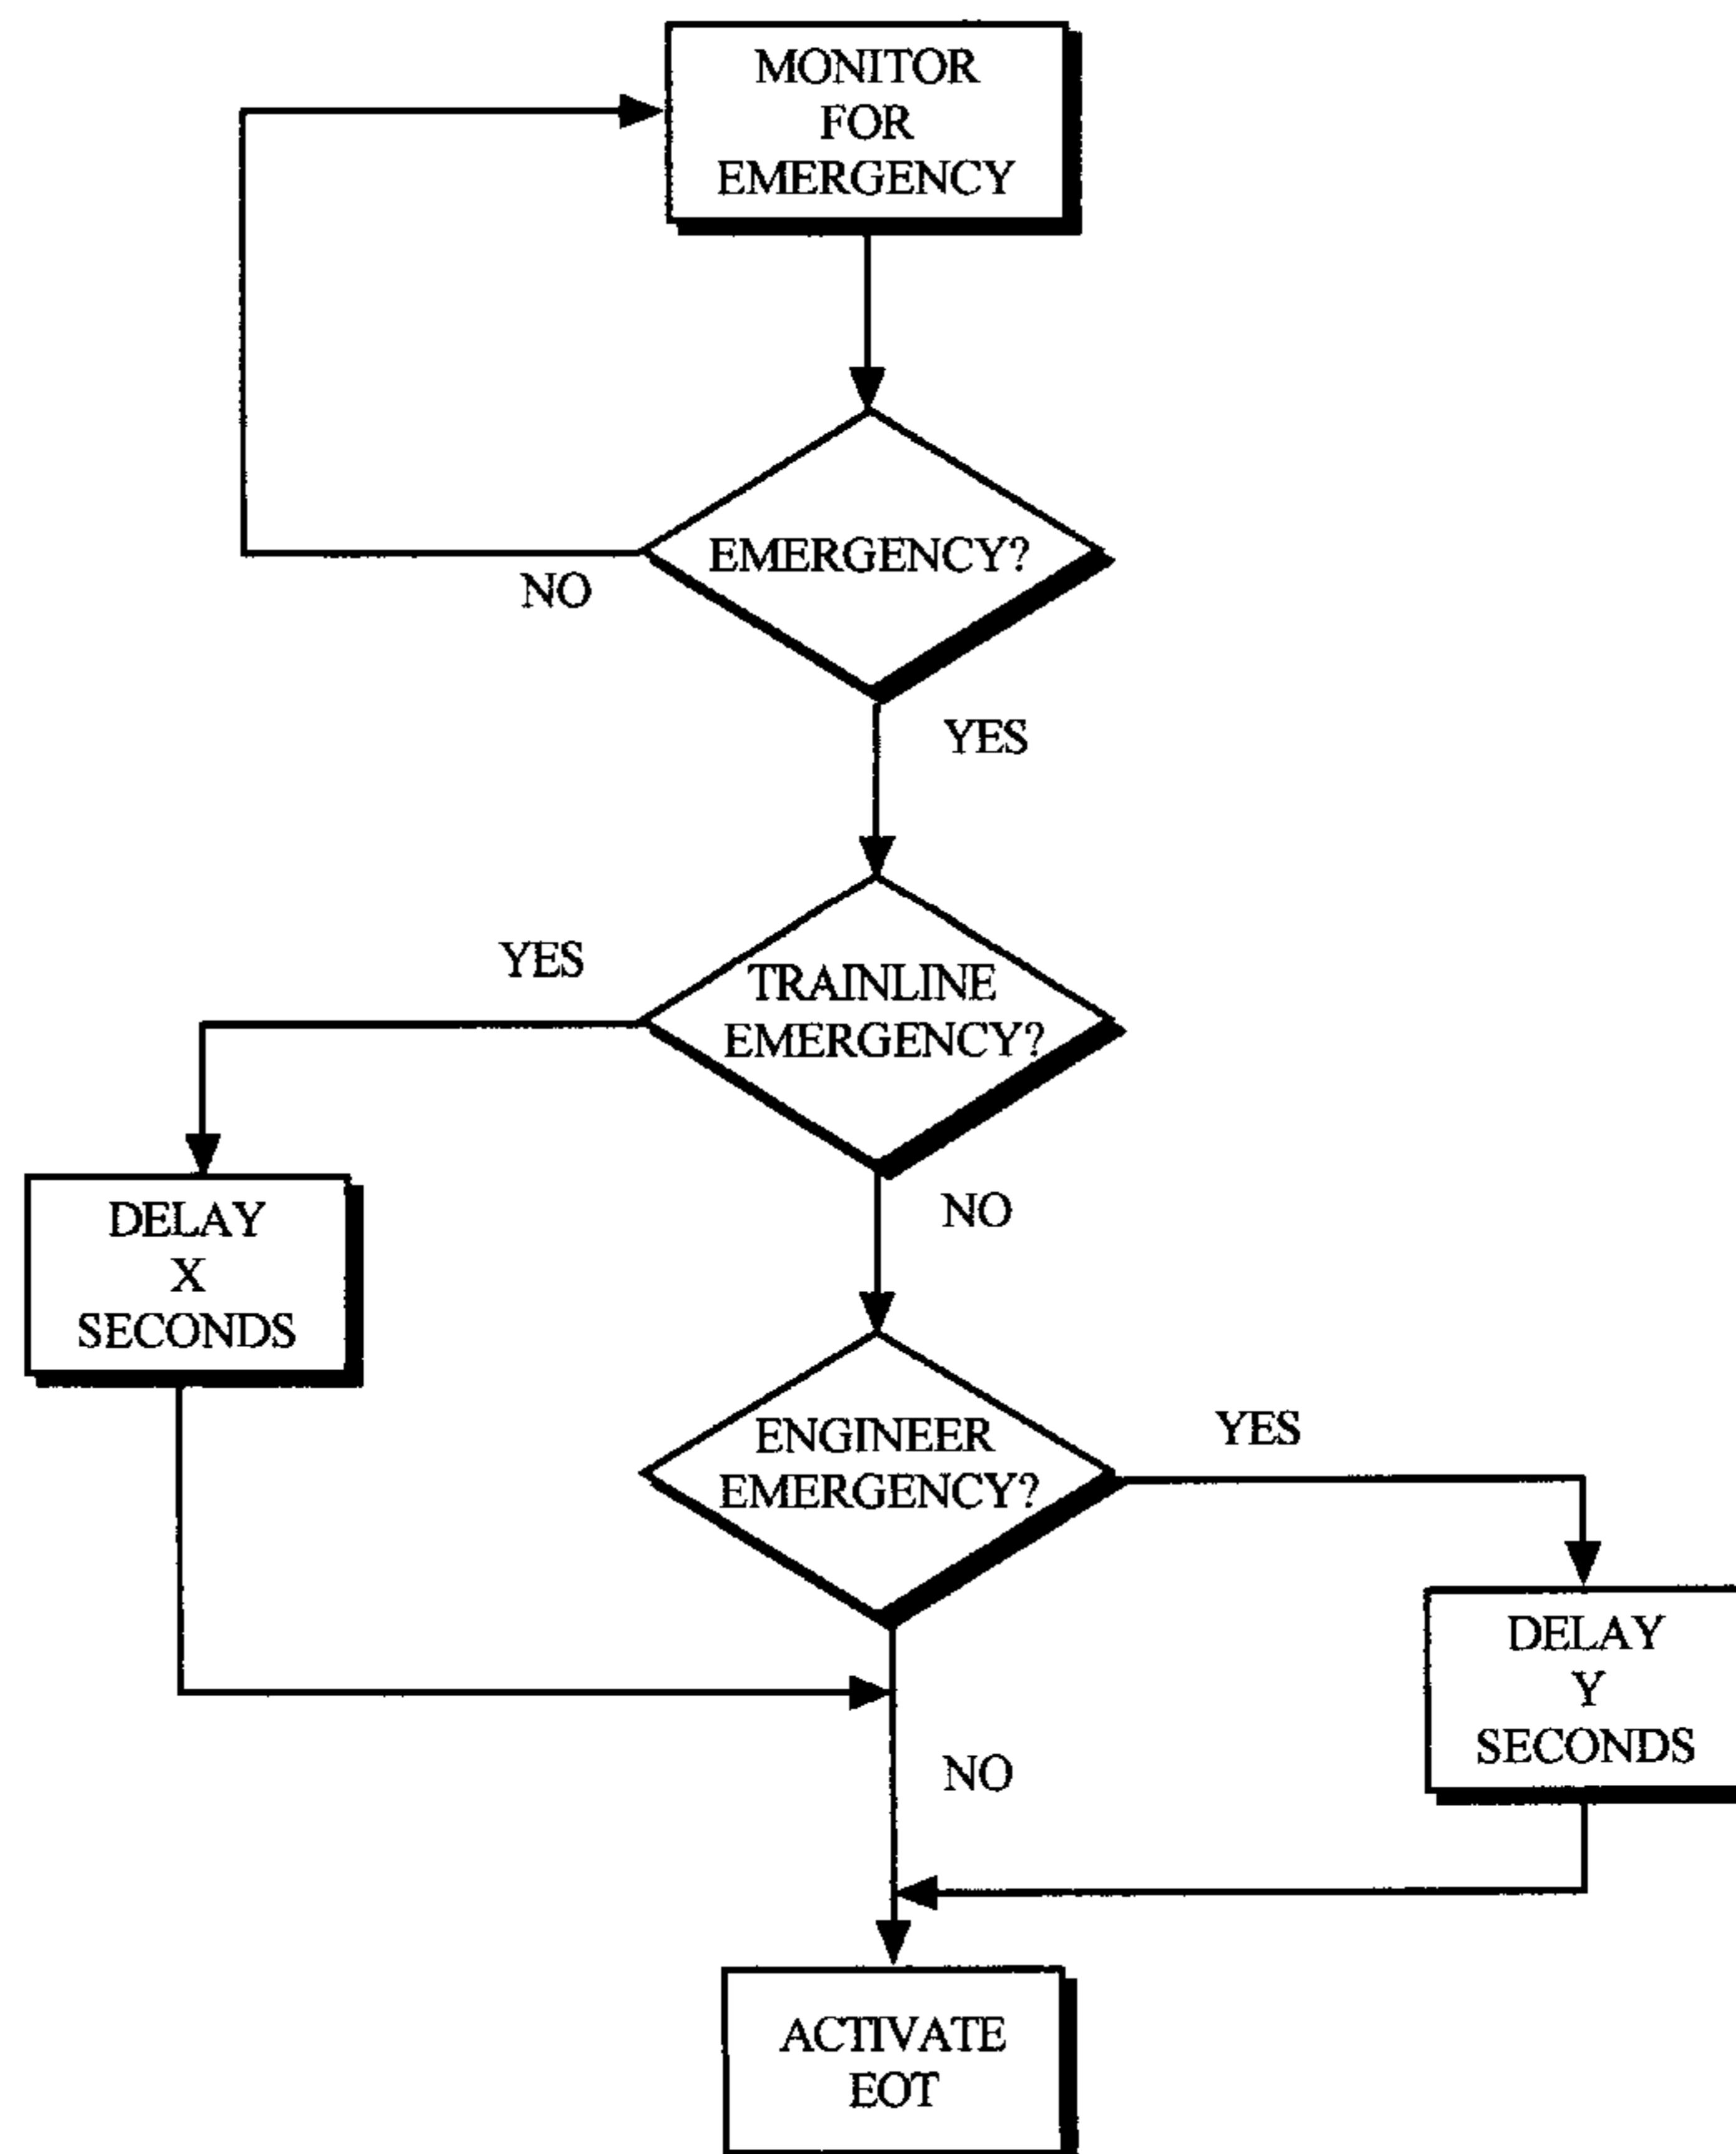 MONITOR
FOR
EMERGENCY
EMERGENCY?
NO
YES
YES
TRAINLINE
EMERGENCY?
NO
DELAY
X
SECONDS
ENGINEER
EMERGENCY?
YES
DELAY
Y
SECONDS
NO
ACTIVATE
EOT